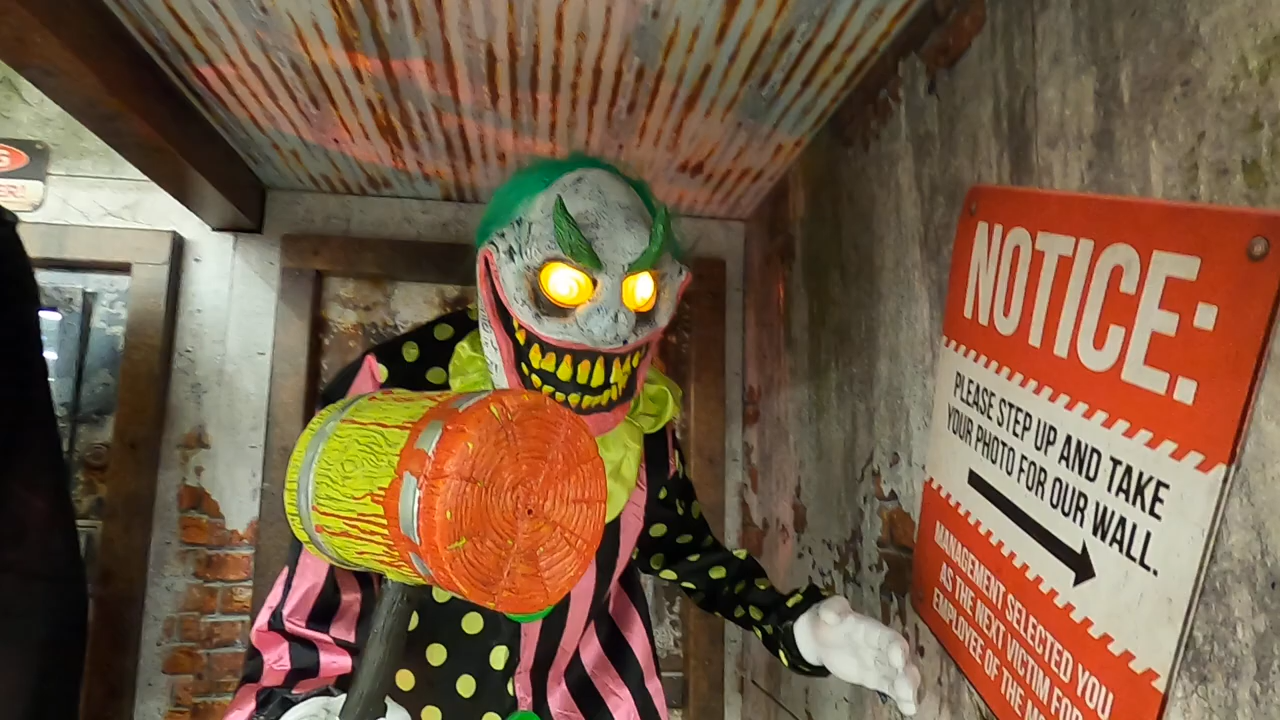 NOTICE:
PLEASE STEP UP AND TAKE
YOUR PHOTO FOR OUR WALL.
MANAGEMENT SELECTED YOU
AS THE NEXT VICTIM FOR
EMPLOYEE OF THE